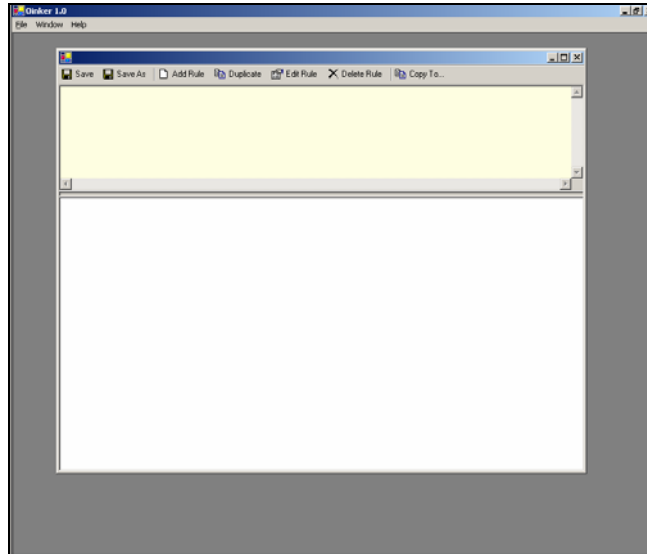 Oinker 1.0
File Window Help
Save Save As Add Rule Duplicate Edit Rule Delete Rule Copy To...